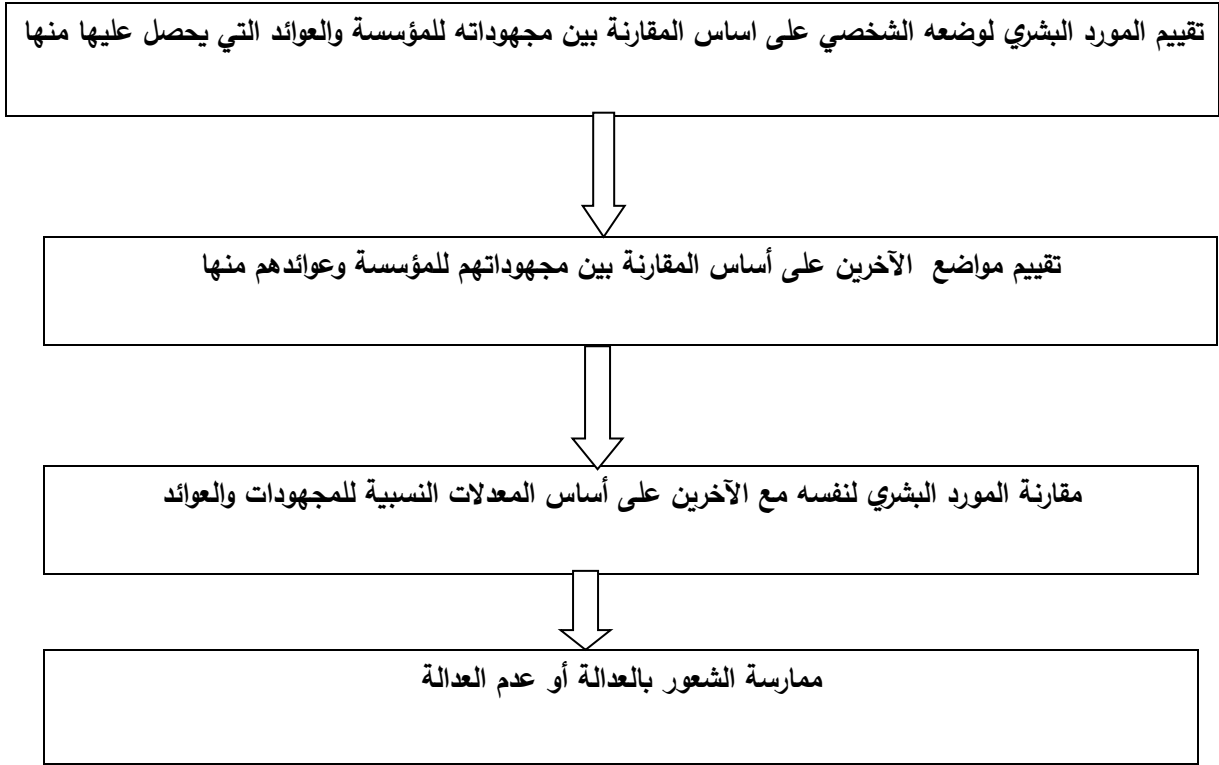 تقييم المورد البشري لوضعه الشخصي على اساس المقارنة بين مجهوداته للمؤسسة والعوائد التي يحصل عليها منها
تقييم مواضع الآخرين على أساس المقارنة بين مجهوداتهم للمؤسسة وعوائدهم منها
مقارنة المورد البشري لنفسه مع الآخرين على أساس المعدلات النسبية للمجهودات والعوائد
ممارسة الشعور بالعدالة أو عدم العدالة